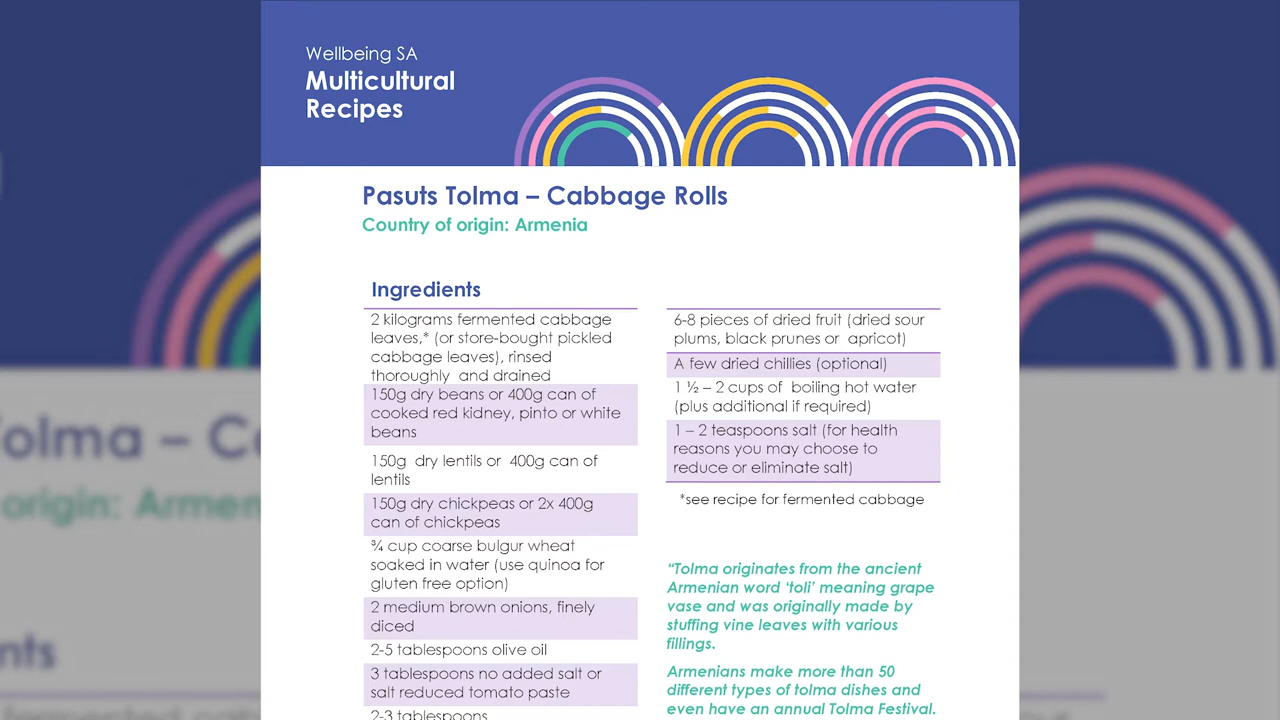 Wellbeing SA
Multicultural
Recipes
Pasuts Tolma – Cabbage Rolls
Country of origin: Armenia
Ingredients
2 kilograms fermented cabbage
leaves,* (or store-bought pickled
cabbage leaves), rinsed
thoroughly and drained
150g dry beans or 400g can of
cooked red kidney, pinto or white
beans
150g dry lentils or 400g can of
lentils
150g dry chickpeas or 2x 400g
can of chickpeas
¾ cup coarse bulgur wheat
soaked in water (use quinoa for
gluten free option)
2 medium brown onions, finely
diced
2-5 tablespoons olive oil
3 tablespoons no added salt or
salt reduced tomato paste
2-3 tablespoons
6-8 pieces of dried fruit (dried sour
plums, black prunes or apricot)
A few dried chillies (optional)
1 ½ – 2 cups of boiling hot water
(plus additional if required)
1 – 2 teaspoons salt (for health
reasons you may choose to
reduce or eliminate salt)
*see recipe for fermented cabbage
"Tolma originates from the ancient
Armenian word 'toli' meaning grape
vase and was originally made by
stuffing vine leaves with various
fillings.
Armenians make more than 50
different types of tolma dishes and
even have an annual Tolma Festival.